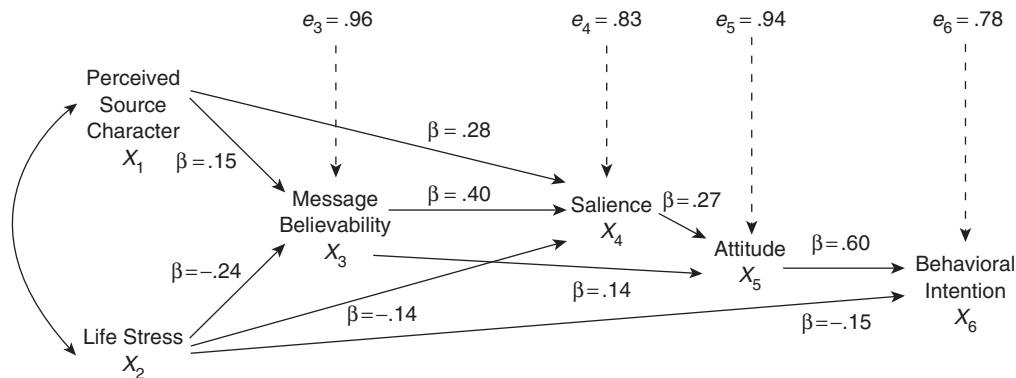 e3 = .96
e4 = .83
e5 = .94
e6 = .78
Perceived
Source
Character
X1
β = .28
β = .15
Message
Believability
X3
β = .40
Salience
X4
β = .27
Attitude
X5
β = .60
Behavioral
Intention
X6
β = –.24
β = –.14
β = .14
β = –.15
Life Stress
X2